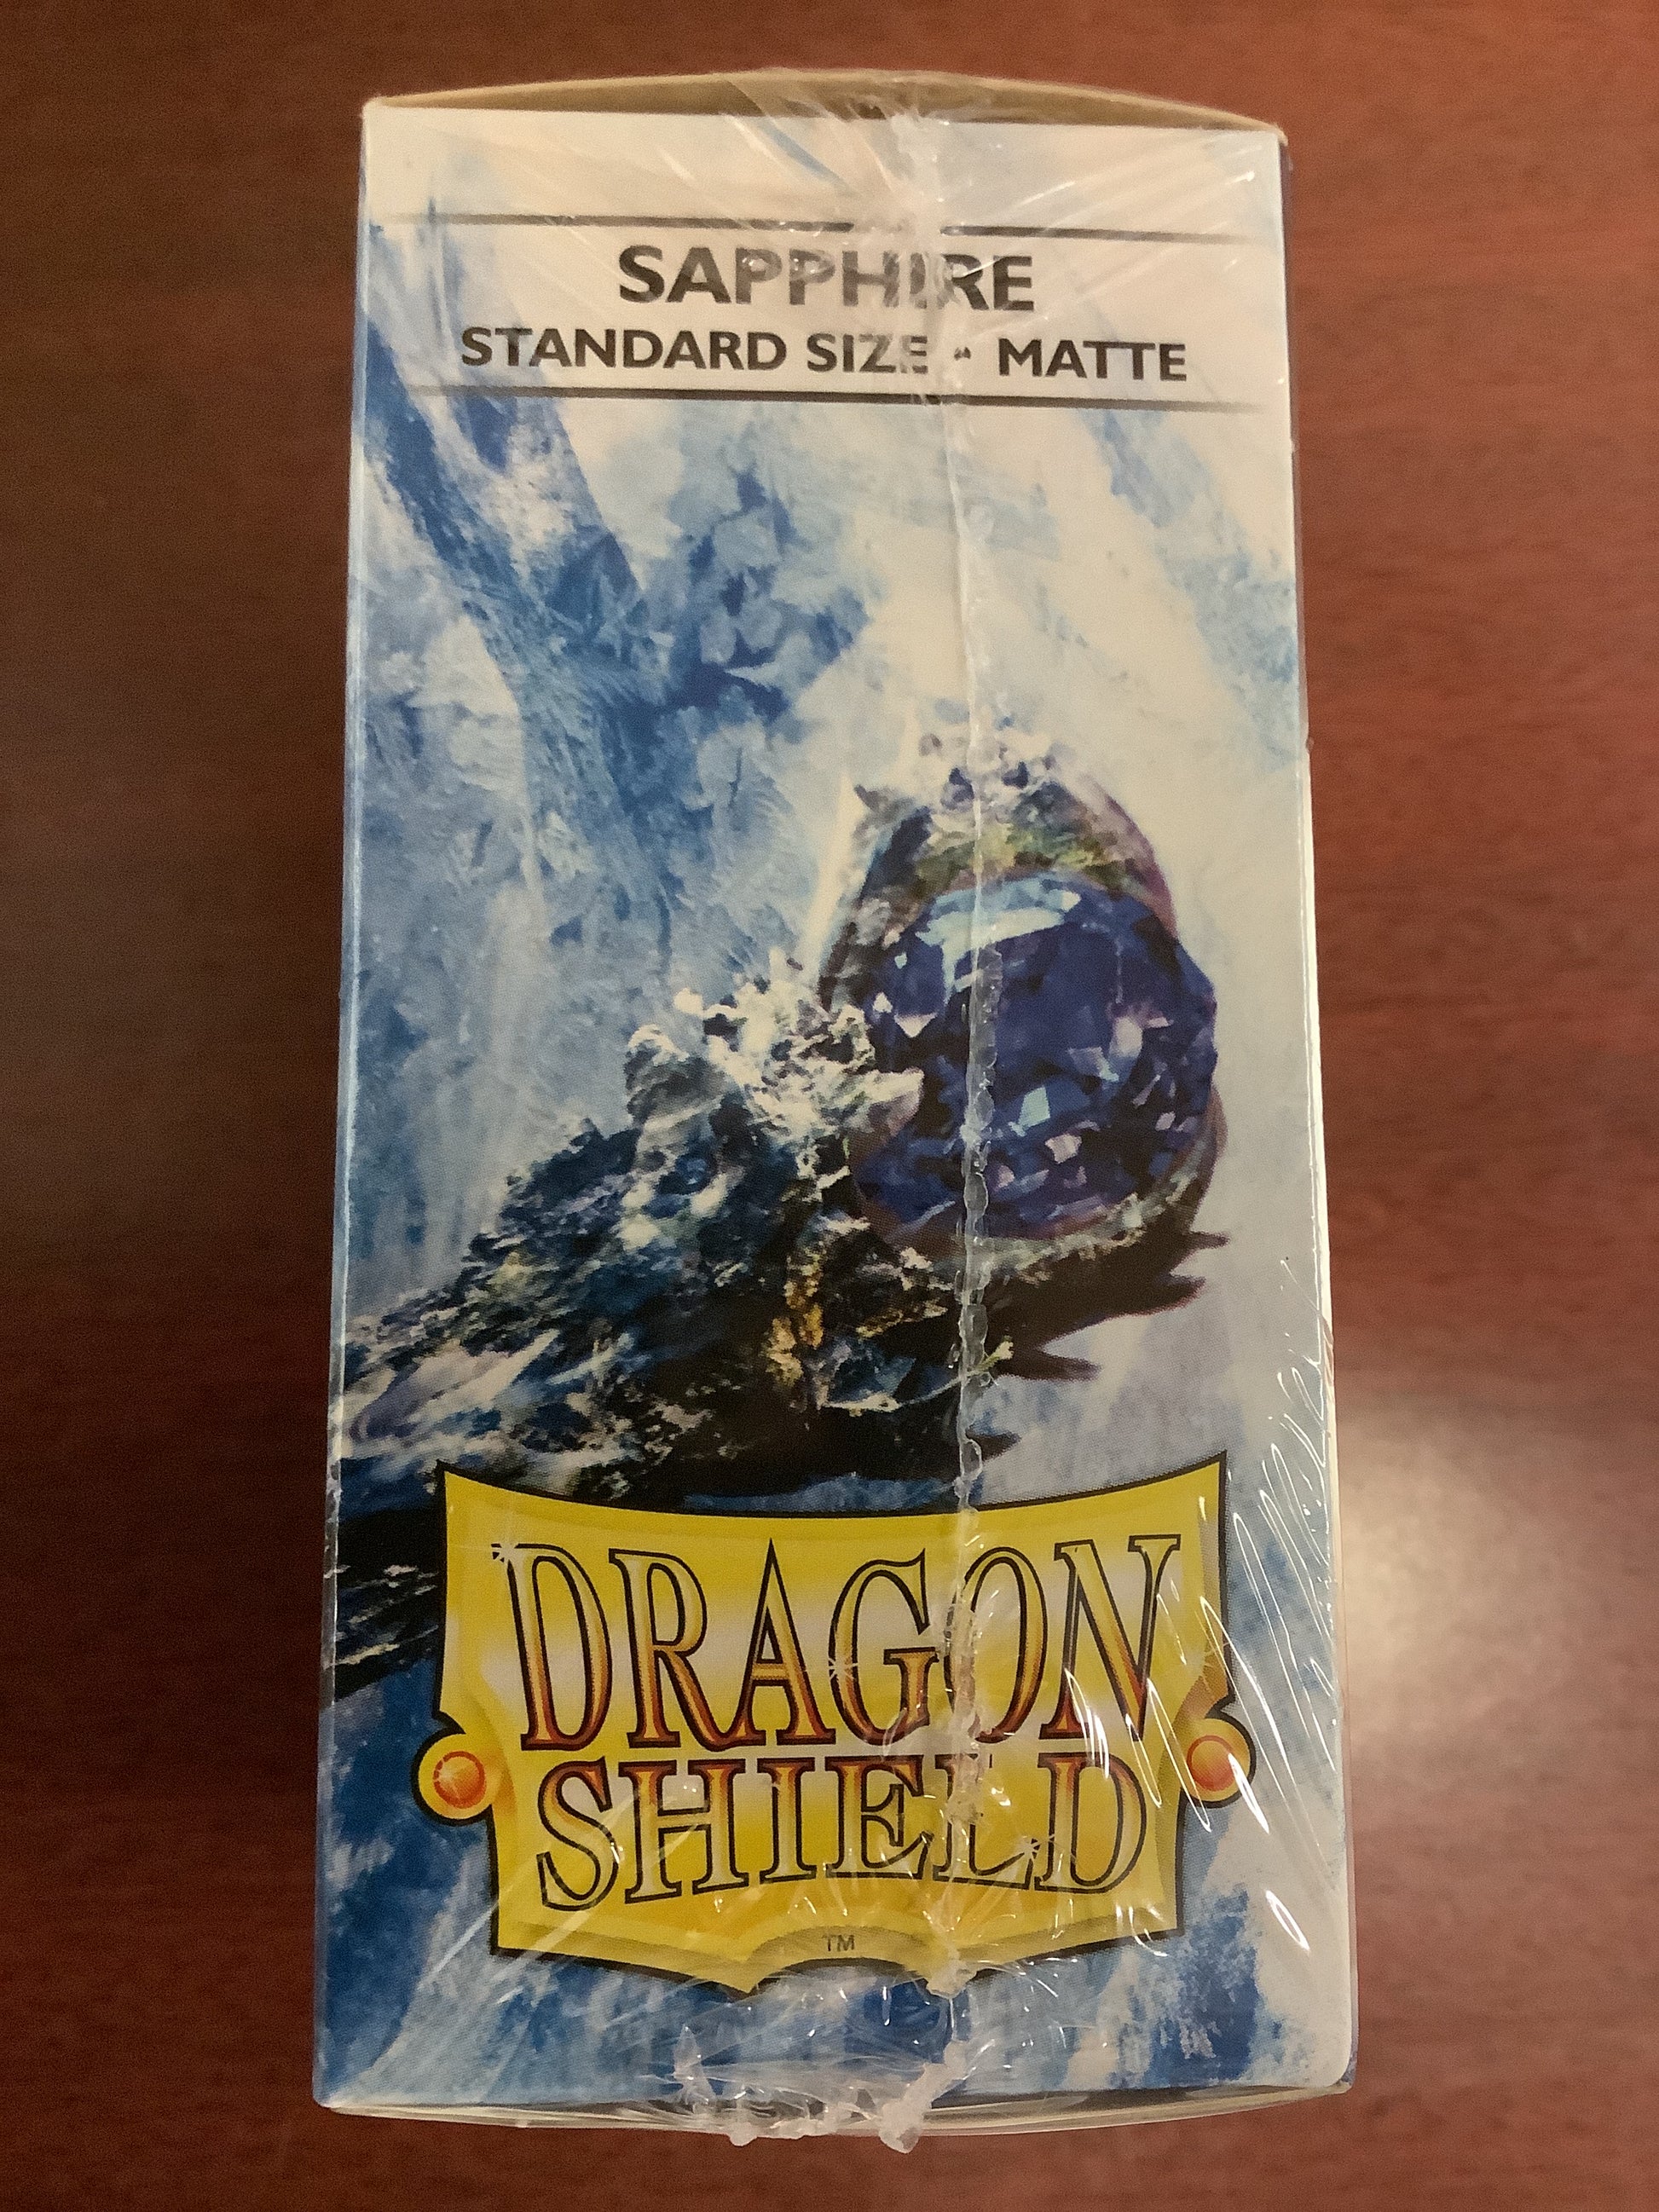 SAPPHIRE
STANDARD SIZE · MATTE
DRAGON
SHIELD
TM